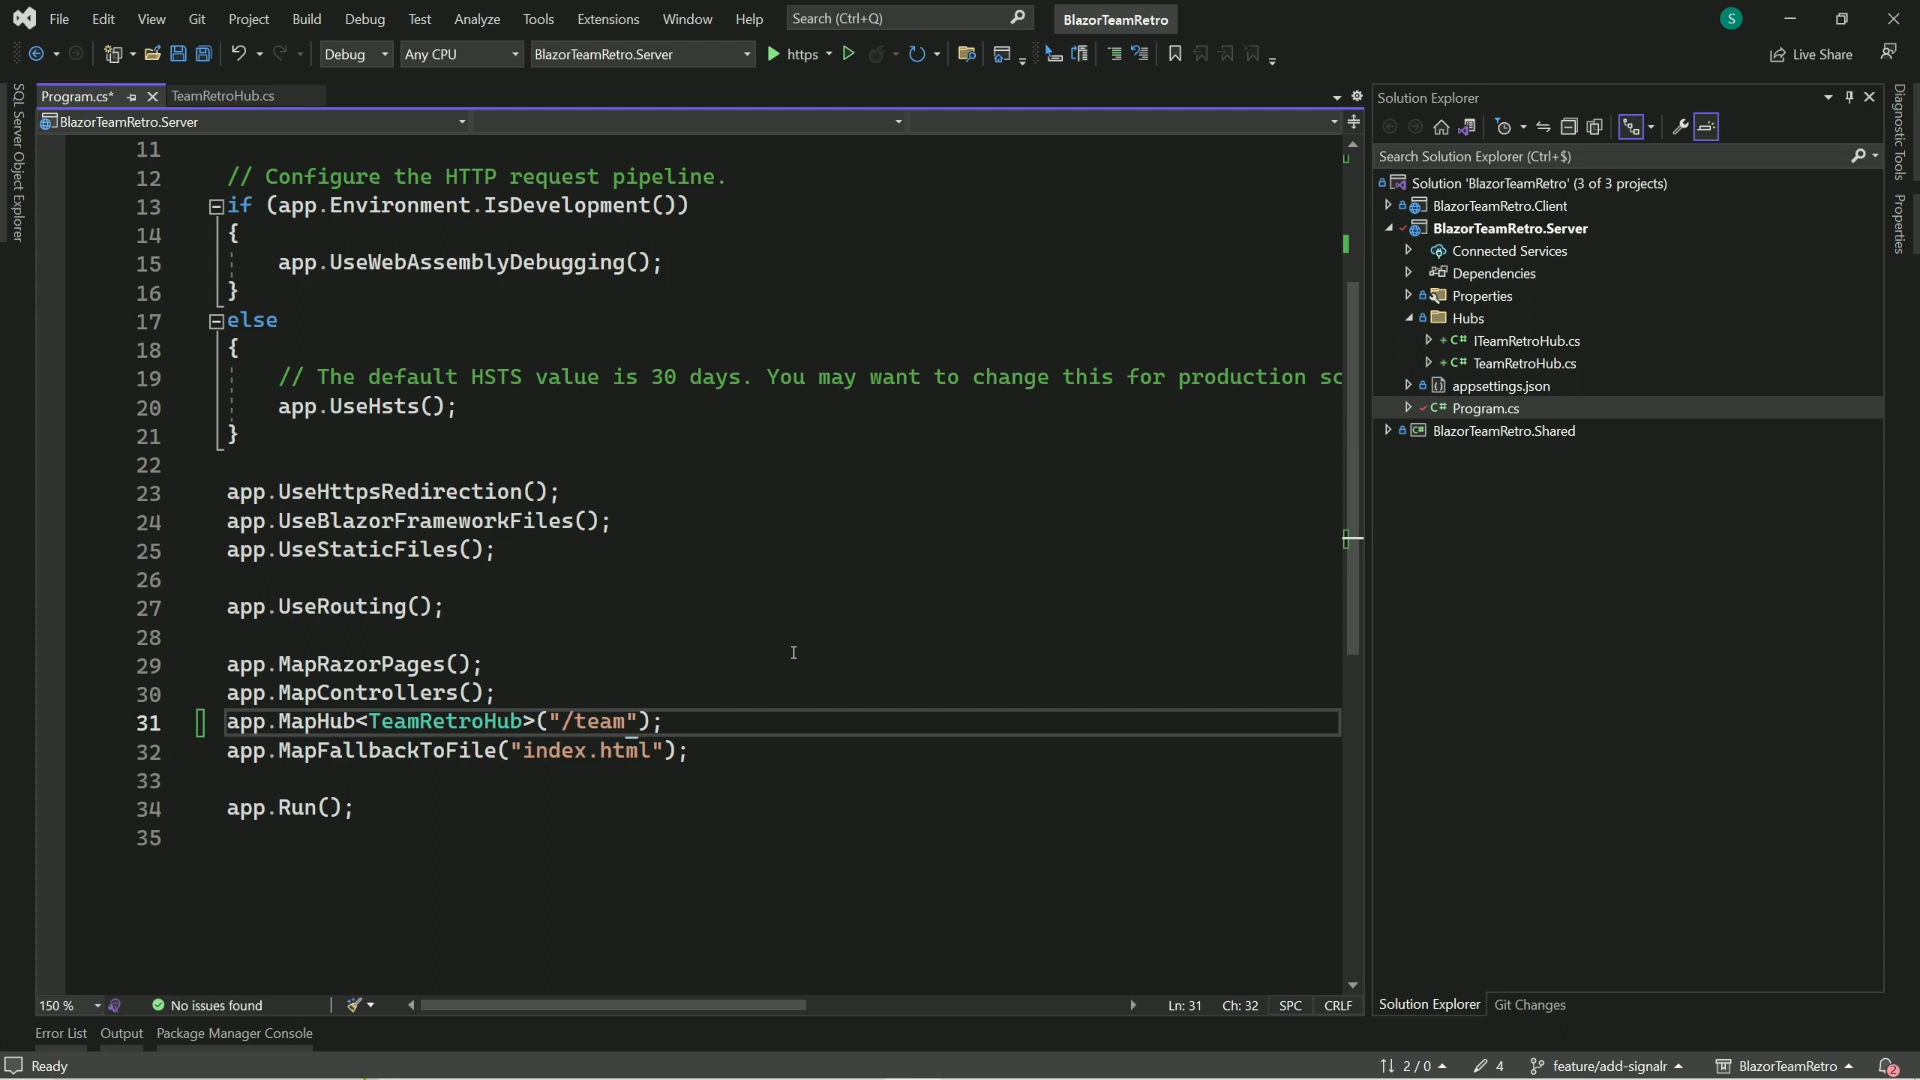 File Edit View Git Project Build Debug Test Analyze Tools Extensions Window Help Search (Ctrl+Q) BlazorTeamRetro S
Debug Any CPU BlazorTeamRetro.Server https Live Share
Program.cs* TeamRetroHub.cs
BlazorTeamRetro.Server
SQL Server Object Explorer
11
12 // Configure the HTTP request pipeline.
13 if (app.Environment.IsDevelopment())
14 {
15 app.UseWebAssemblyDebugging();
16 }
17 else
18 {
19 // The default HSTS value is 30 days. You may want to change this for production sc
20 app.UseHsts();
21 }
22
23 app.UseHttpsRedirection();
24 app.UseBlazorFrameworkFiles();
25 app.UseStaticFiles();
26
27 app.UseRouting();
28
29 app.MapRazorPages();
30 app.MapControllers();
31 app.MapHub<TeamRetroHub>("/team");
32 app.MapFallbackToFile("index.html");
33
34 app.Run();
35
150 % No issues found Ln: 31 Ch: 32 SPC CRLF
Solution Explorer
Search Solution Explorer (Ctrl+$)
Solution 'BlazorTeamRetro' (3 of 3 projects)
BlazorTeamRetro.Client
BlazorTeamRetro.Server
Connected Services
Dependencies
Properties
Hubs
C# ITeamRetroHub.cs
C# TeamRetroHub.cs
appsettings.json
C# Program.cs
C# BlazorTeamRetro.Shared
Solution Explorer Git Changes
Diagnostic Tools
Properties
Error List Output Package Manager Console
Ready 2 / 0 4 feature/add-signalr BlazorTeamRetro 2